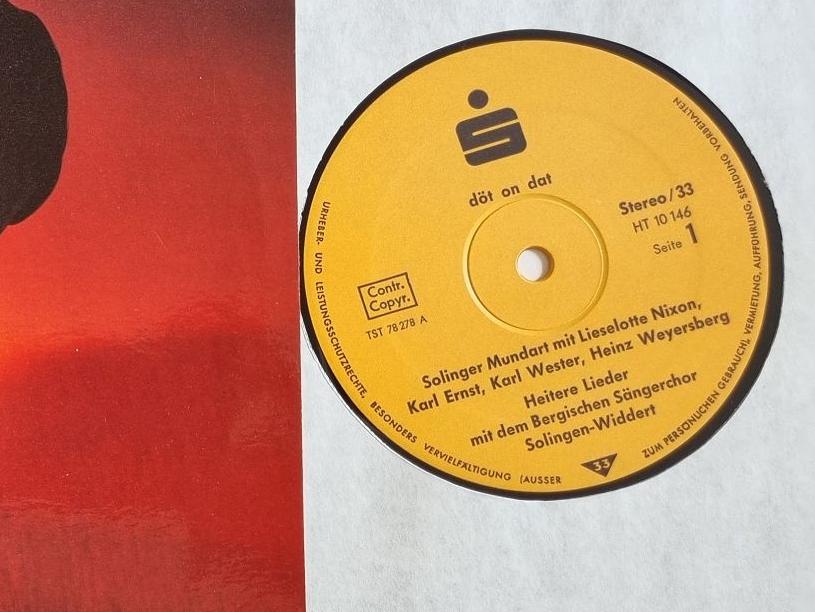 döt on dat
Stereo/33
HT 10 146
Seite 1
Contr.
Copyr.
TST 78 278 A
Solinger Mundart mit Lieselotte Nixon,
Karl Ernst, Karl Wester, Heinz Weyersberg
Heitere Lieder
mit dem Bergischen Sängerchor
Solingen-Widdert
33
URHEBER- UND LEISTUNGSSCHUTZRECHTE, BESONDERS VERVIELFÄLTIGUNG (AUSSER ZUM PERSÖNLICHEN GEBRAUCH), VERMIETUNG, AUFFÜHRUNG, SENDUNG VORBEHALTEN